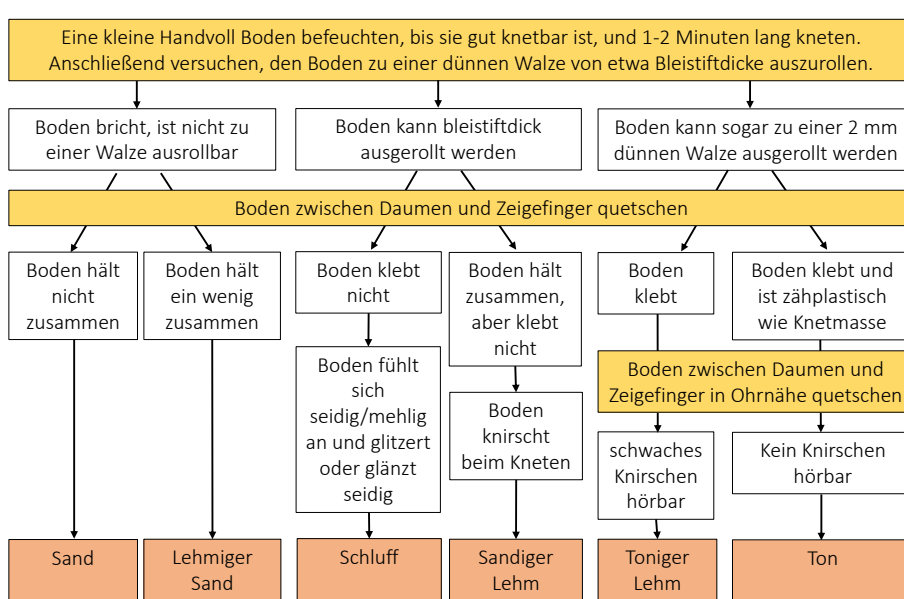 Eine kleine Handvoll Boden befeuchten, bis sie gut knetbar ist, und 1-2 Minuten lang kneten.
Anschließend versuchen, den Boden zu einer dünnen Walze von etwa Bleistiftdicke auszurollen.
Boden bricht, ist nicht zu
einer Walze ausrollbar
Boden kann bleistiftdick
ausgerollt werden
Boden kann sogar zu einer 2 mm
dünnen Walze ausgerollt werden
Boden zwischen Daumen und Zeigefinger quetschen
Boden hält
nicht
zusammen
Boden hält
ein wenig
zusammen
Boden klebt
nicht
Boden hält
zusammen,
aber klebt
nicht
Boden
klebt
Boden klebt und
ist zähplastisch
wie Knetmasse
Boden zwischen Daumen und
Zeigefinger in Ohrnähe quetschen
Boden fühlt
sich
seidig/mehlig
an und glitzert
oder glänzt
seidig
Boden
knirscht
beim Kneten
schwaches
Knirschen
hörbar
Kein Knirschen
hörbar
Sand
Lehmiger
Sand
Schluff
Sandiger
Lehm
Toniger
Lehm
Ton